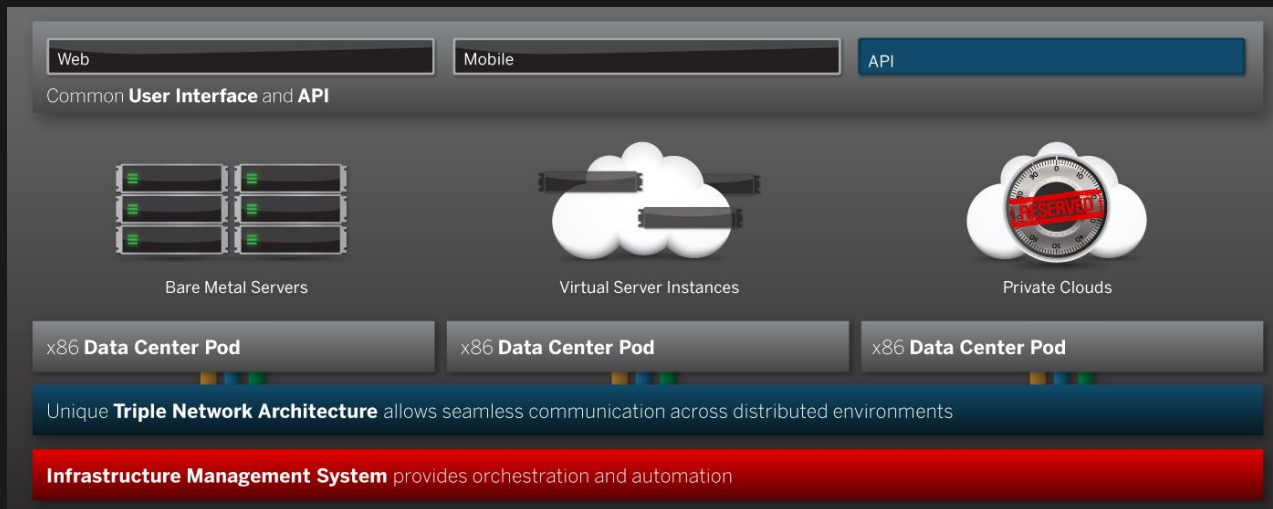 Web
Mobile
API
Common User Interface and API
RESERVED
Bare Metal Servers
Virtual Server Instances
Private Clouds
x86 Data Center Pod
x86 Data Center Pod
x86 Data Center Pod
Unique Triple Network Architecture allows seamless communication across distributed environments
Infrastructure Management System provides orchestration and automation